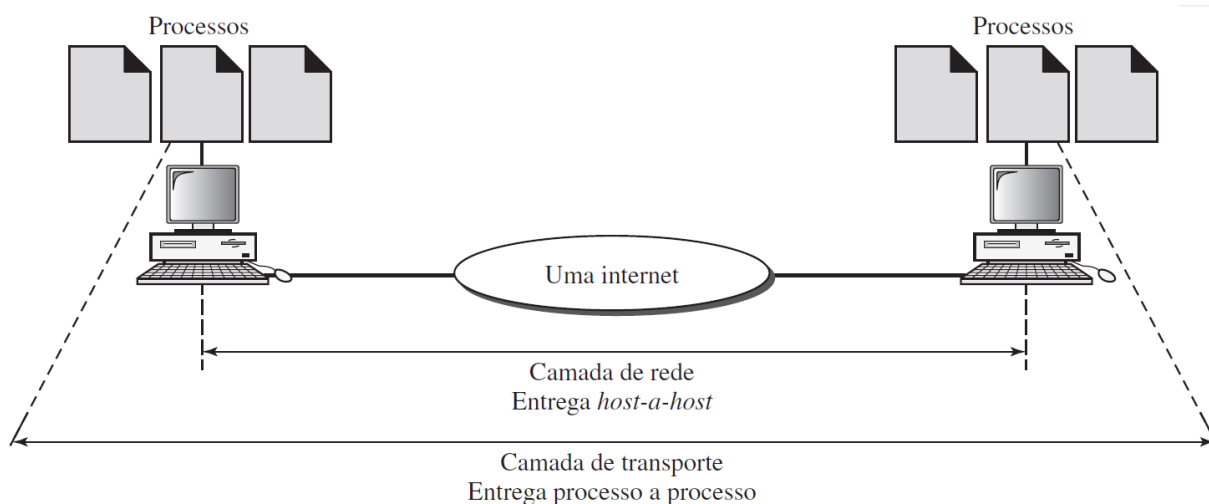 Processos
Processos
Uma internet
Camada de rede
Entrega host-a-host
Camada de transporte
Entrega processo a processo